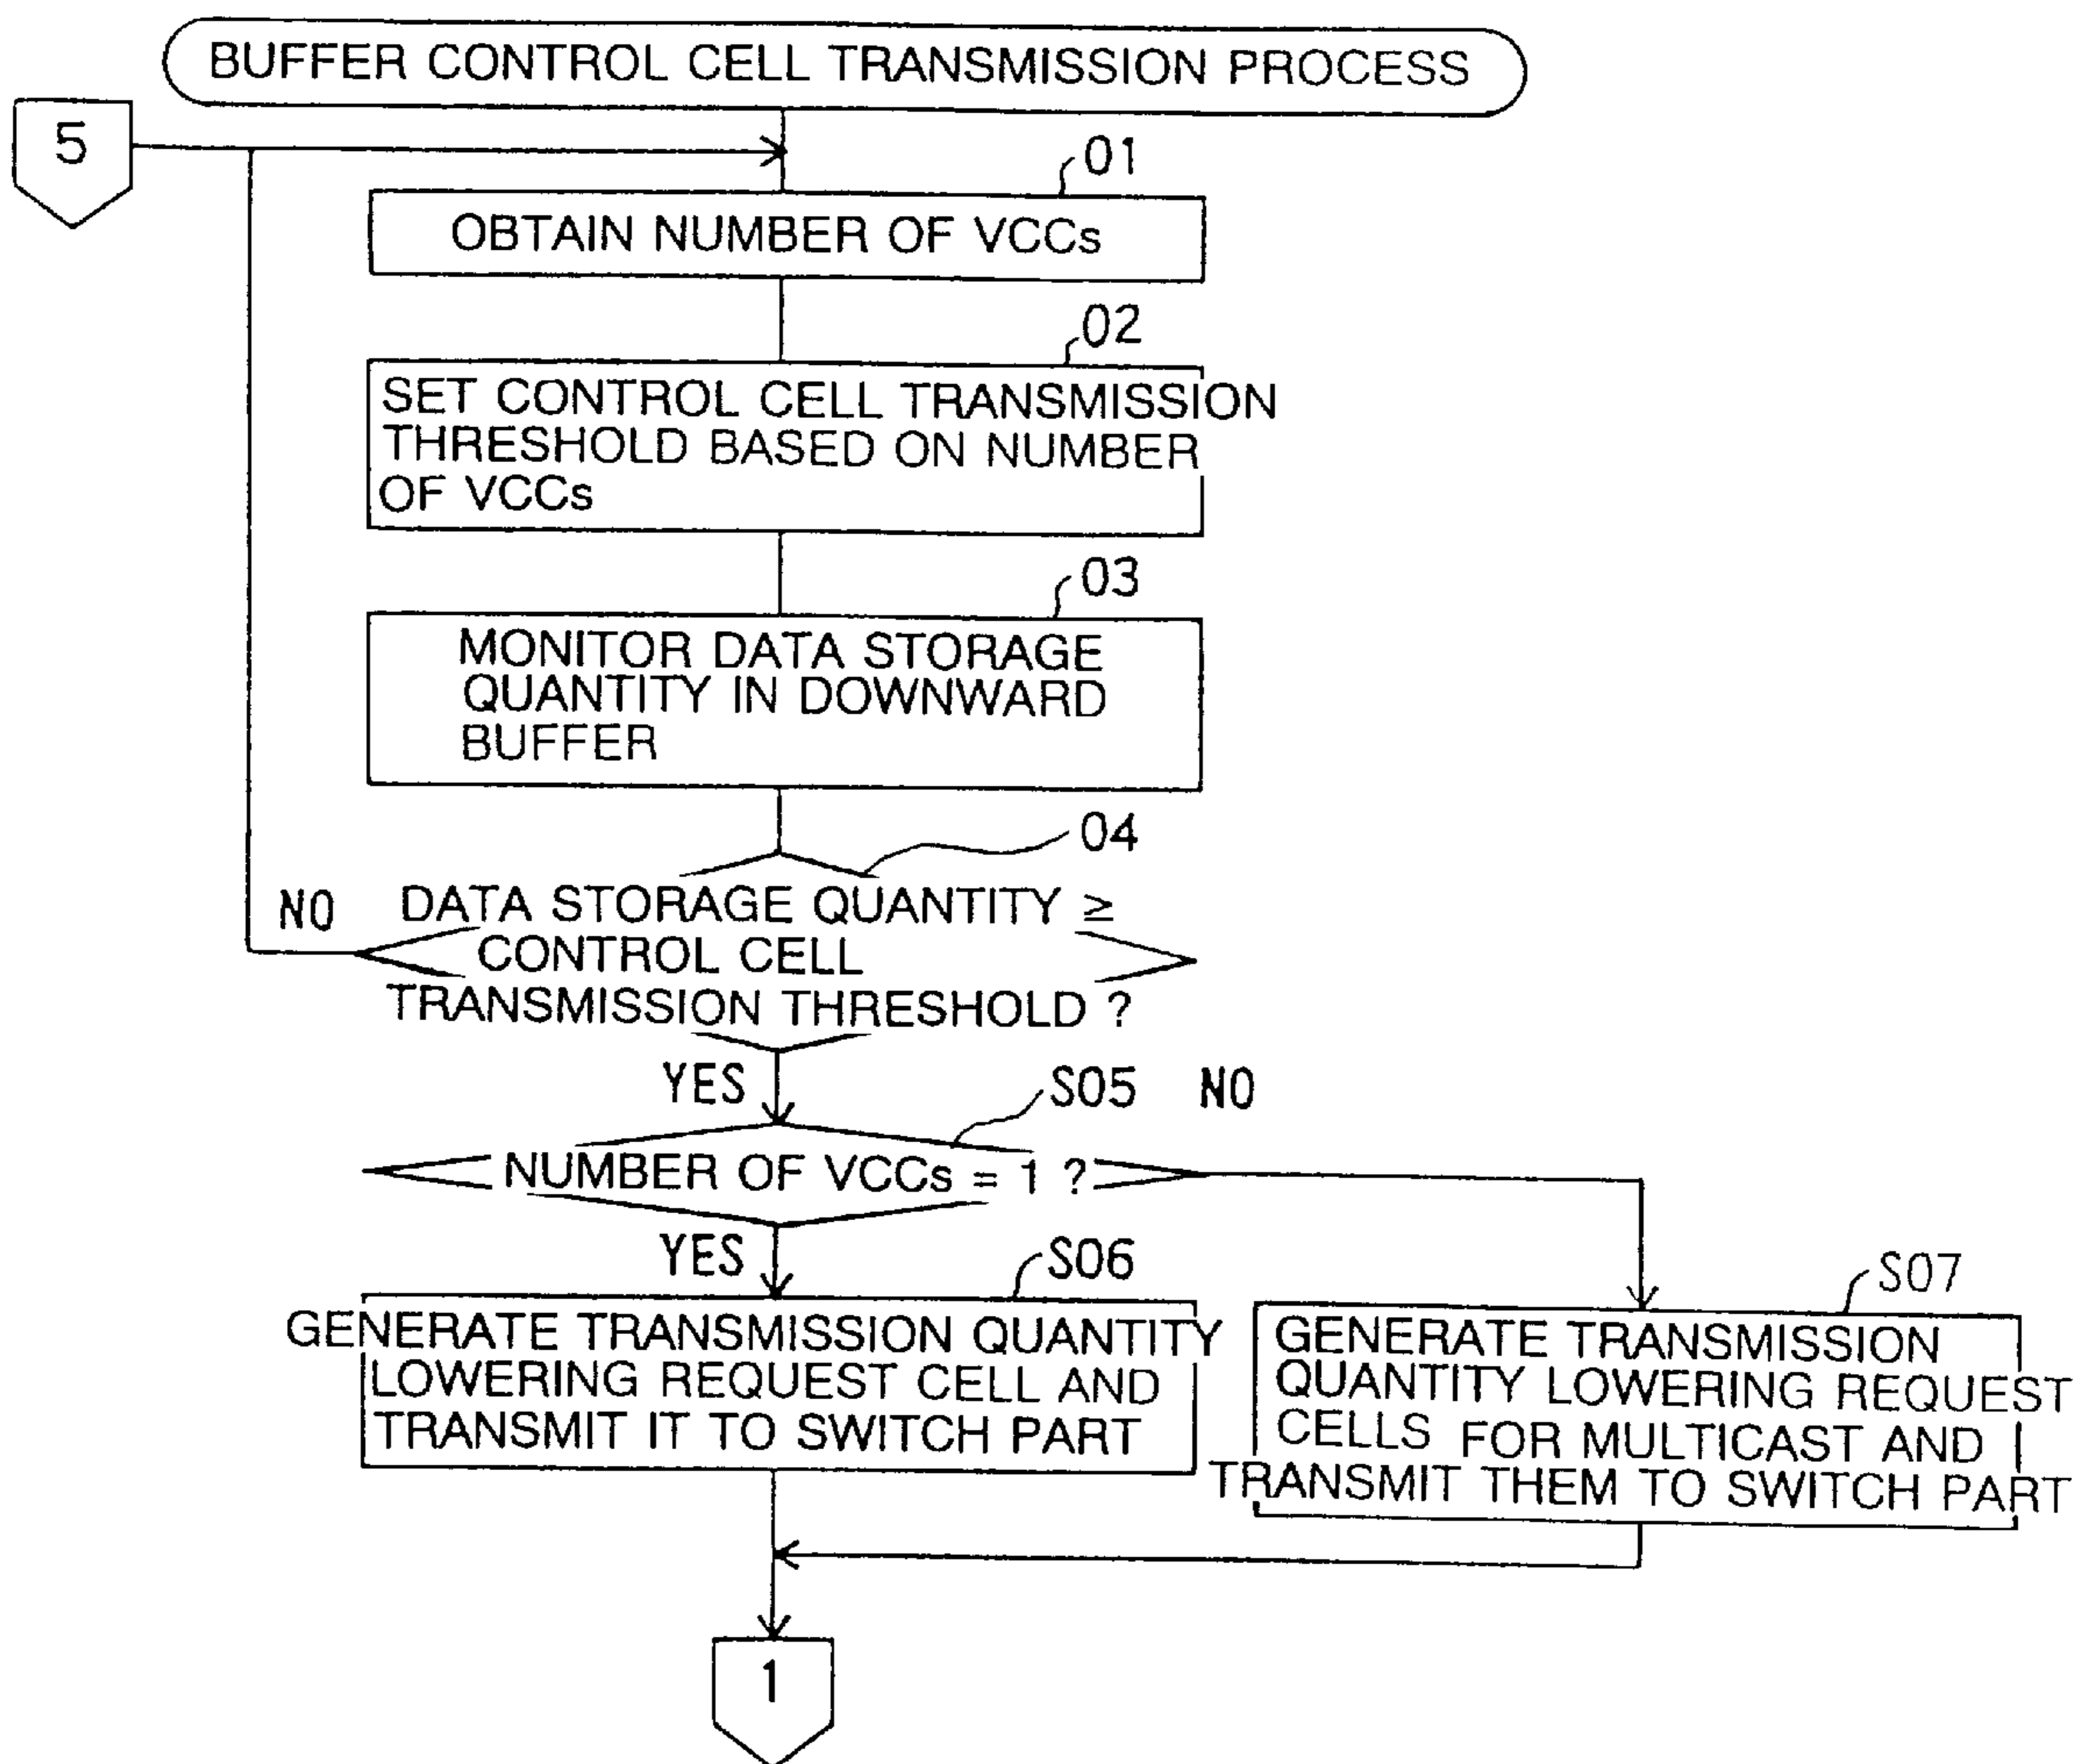 BUFFER CONTROL CELL TRANSMISSION PROCESS
5
01
OBTAIN NUMBER OF VCCs
02
SET CONTROL CELL TRANSMISSION
THRESHOLD BASED ON NUMBER
OF VCCs
03
MONITOR DATA STORAGE
QUANTITY IN DOWNWARD
BUFFER
04
NO
DATA STORAGE QUANTITY ≥
CONTROL CELL
TRANSMISSION THRESHOLD ?
YES
S05
NO
NUMBER OF VCCs = 1 ?
YES
S06
GENERATE TRANSMISSION QUANTITY
LOWERING REQUEST CELL AND
TRANSMIT IT TO SWITCH PART
S07
GENERATE TRANSMISSION
QUANTITY LOWERING REQUEST
CELLS FOR MULTICAST AND
TRANSMIT THEM TO SWITCH PART
1